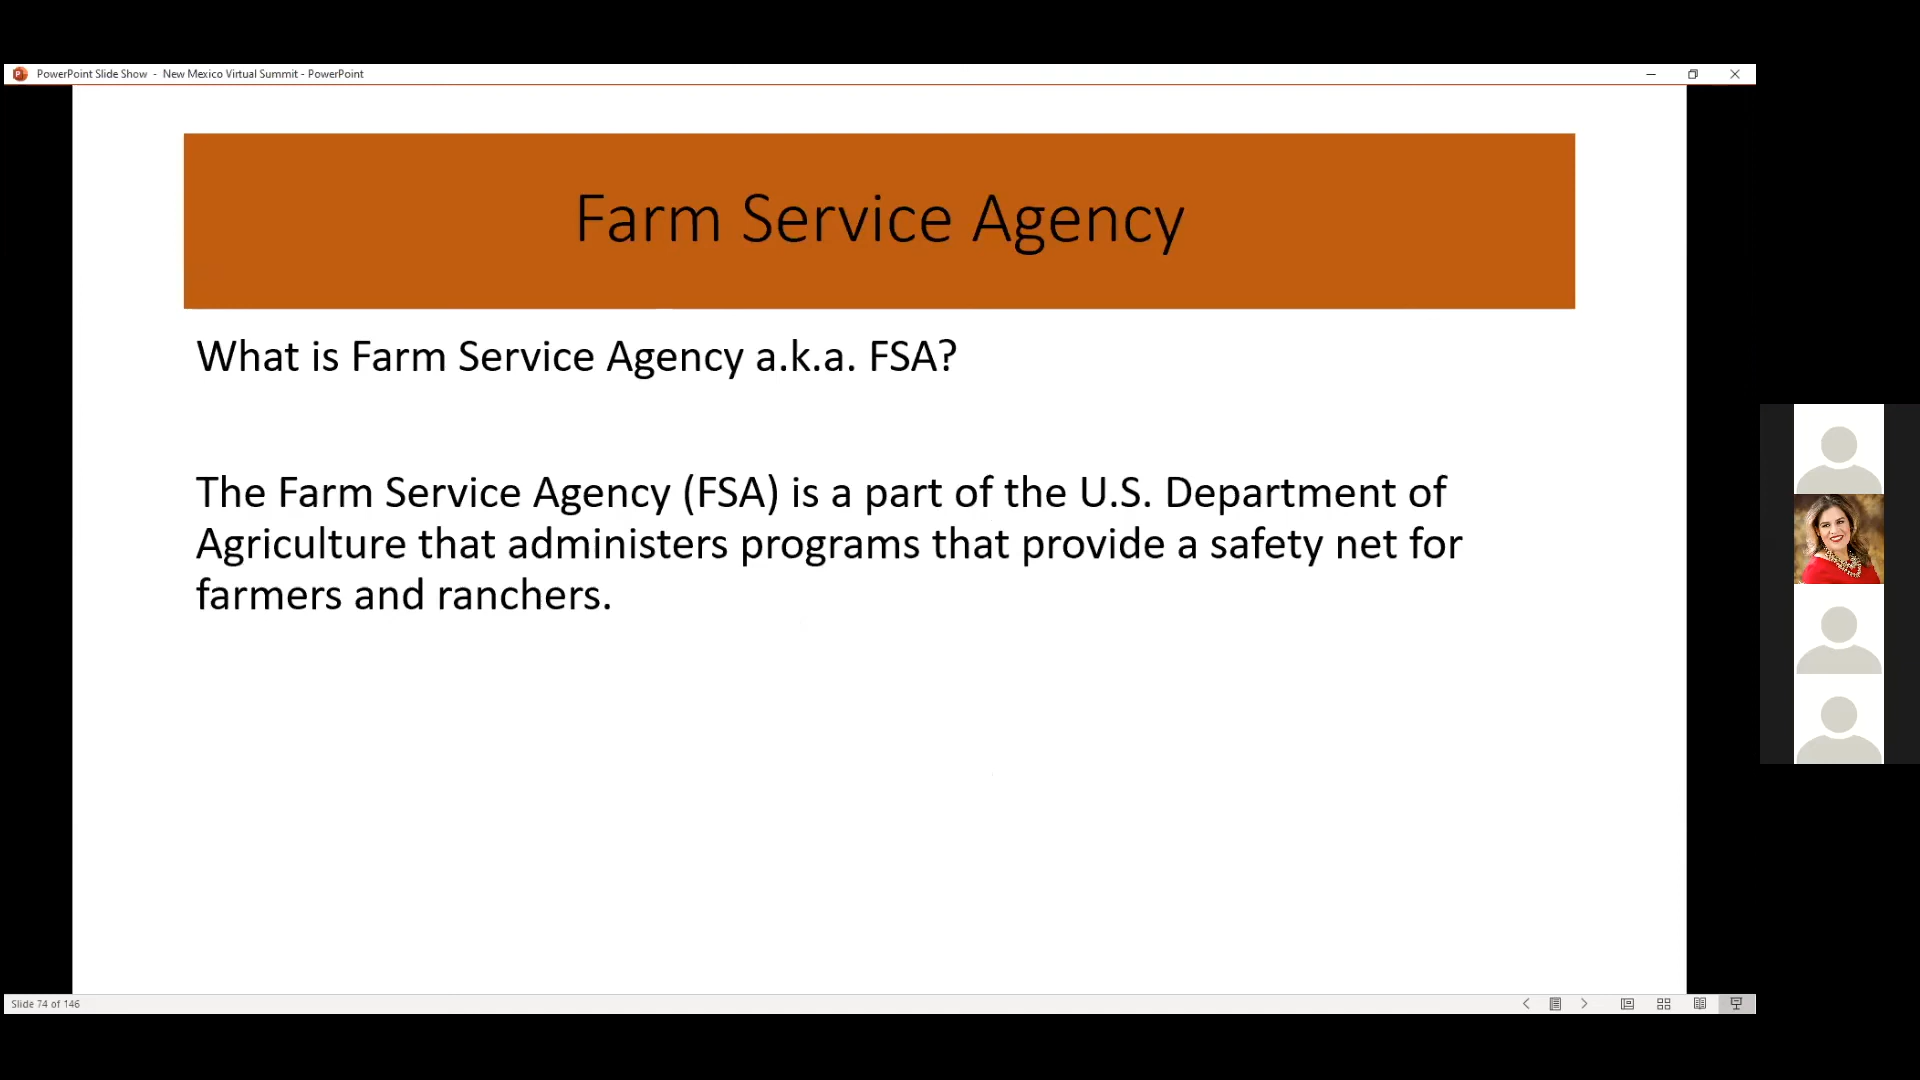 PowerPoint Slide Show - New Mexico Virtual Summit - PowerPoint
Farm Service Agency
What is Farm Service Agency a.k.a. FSA?
The Farm Service Agency (FSA) is a part of the U.S. Department of
Agriculture that administers programs that provide a safety net for
farmers and ranchers.
Slide 74 of 146